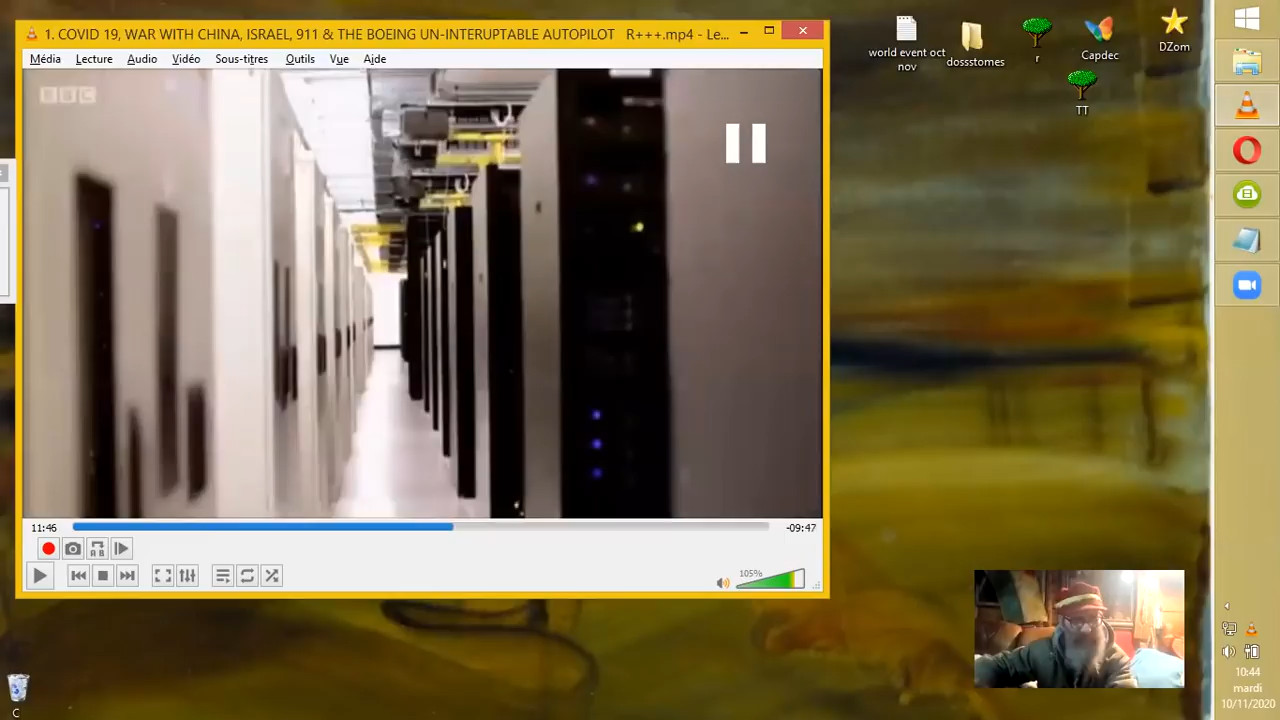 1. COVID 19, WAR WITH CHINA, ISRAEL, 911 & THE BOEING UN-INTERUPTABLE AUTOPILOT R+++.mp4 - Le...
Média Lecture Audio Vidéo Sous-titres Outils Vue Aide
BBC
11:46
-09:47
105%
world event oct
nov
dossstomes
r
Capdec
DZom
TT
C
10:44
mardi
10/11/2020